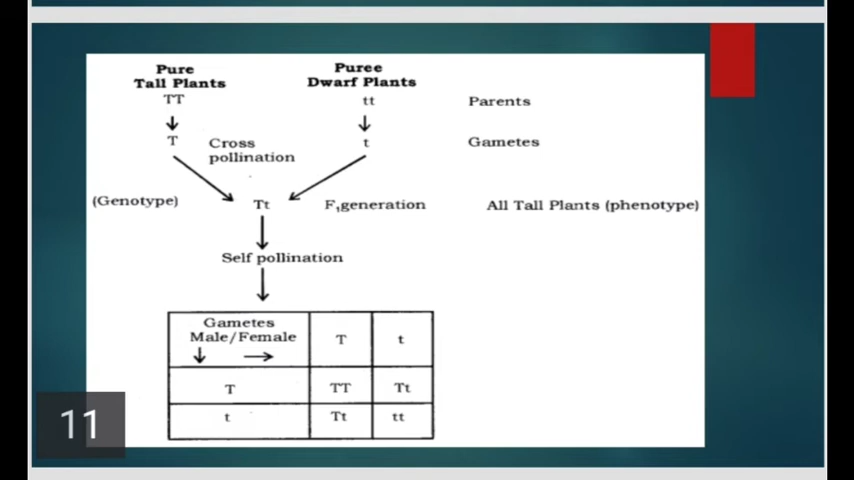 Pure Puree
Tall Plants Dwarf Plants
TT tt Parents
T Cross t Gametes
pollination
(Genotype) Tt F₁generation All Tall Plants (phenotype)
Self pollination
Gametes
Male/Female T t
T TT Tt
t Tt tt
11